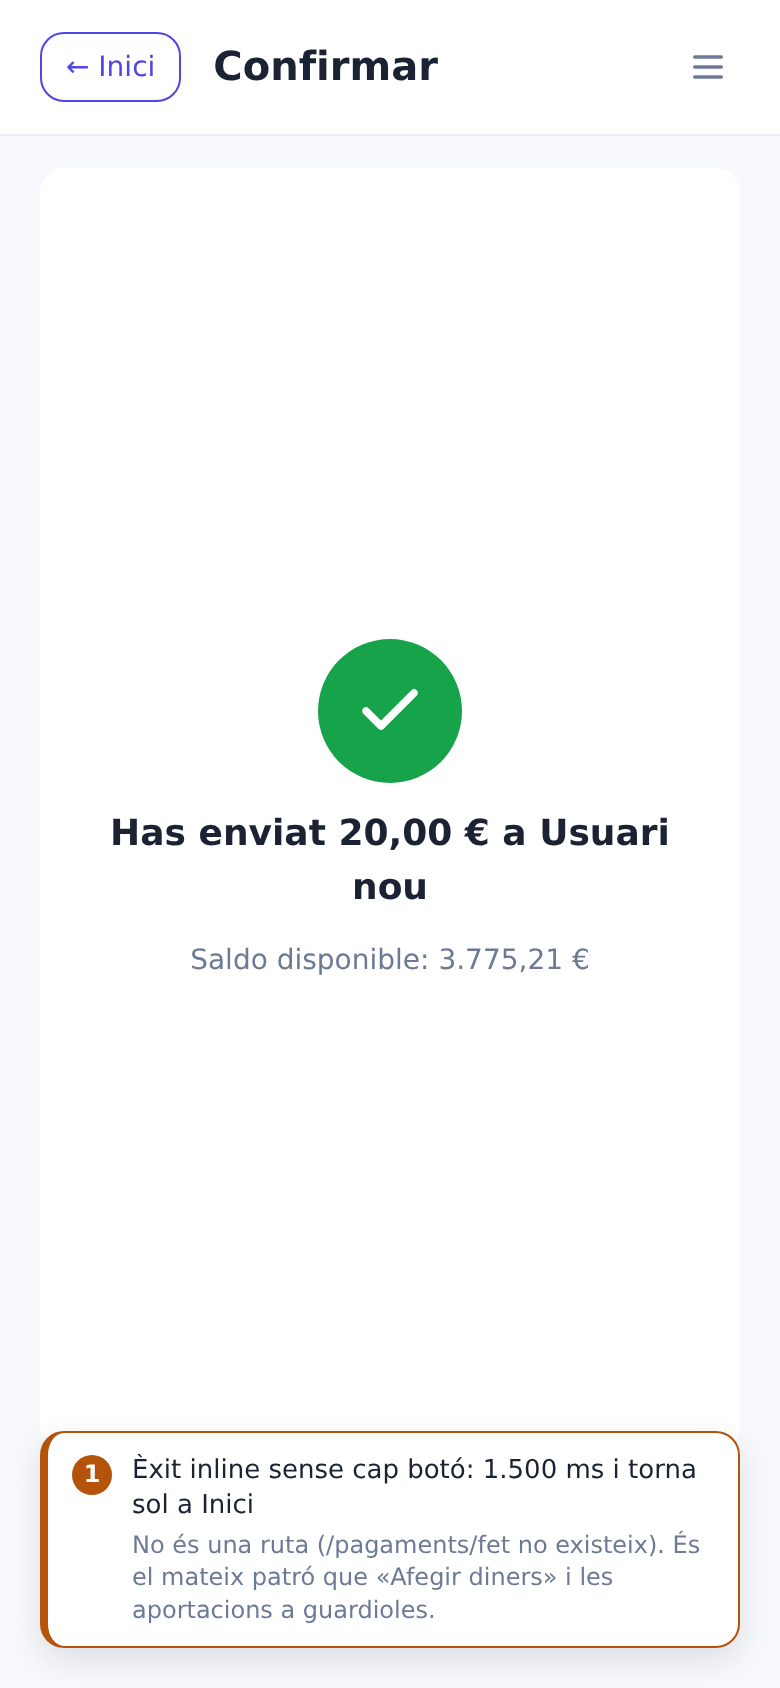 ← Inici
Confirmar
Has enviat 20,00 € a Usuari
nou
Saldo disponible: 3.775,21 €
1
Èxit inline sense cap botó: 1.500 ms i torna
sol a Inici
No és una ruta (/pagaments/fet no existeix). És
el mateix patró que «Afegir diners» i les
aportacions a guardioles.